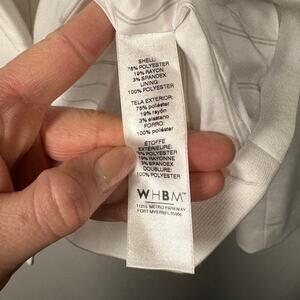 SHELL:
78% POLYESTER
19% RAYON
3% SPANDEX
LINING:
100% POLYESTER
TELA EXTERIOR:
78% poliéster
19% rayón
3% elastano
FORRO:
100% poliéster
ÉTOFFE
EXTÉRIEURE:
78% POLYESTER
19% RAYONNE
3% SPANDEX
DOUBLURE:
100% POLYESTER
WHBM™
11215 METRO PARKWAY
FORT MYERS FL 33966